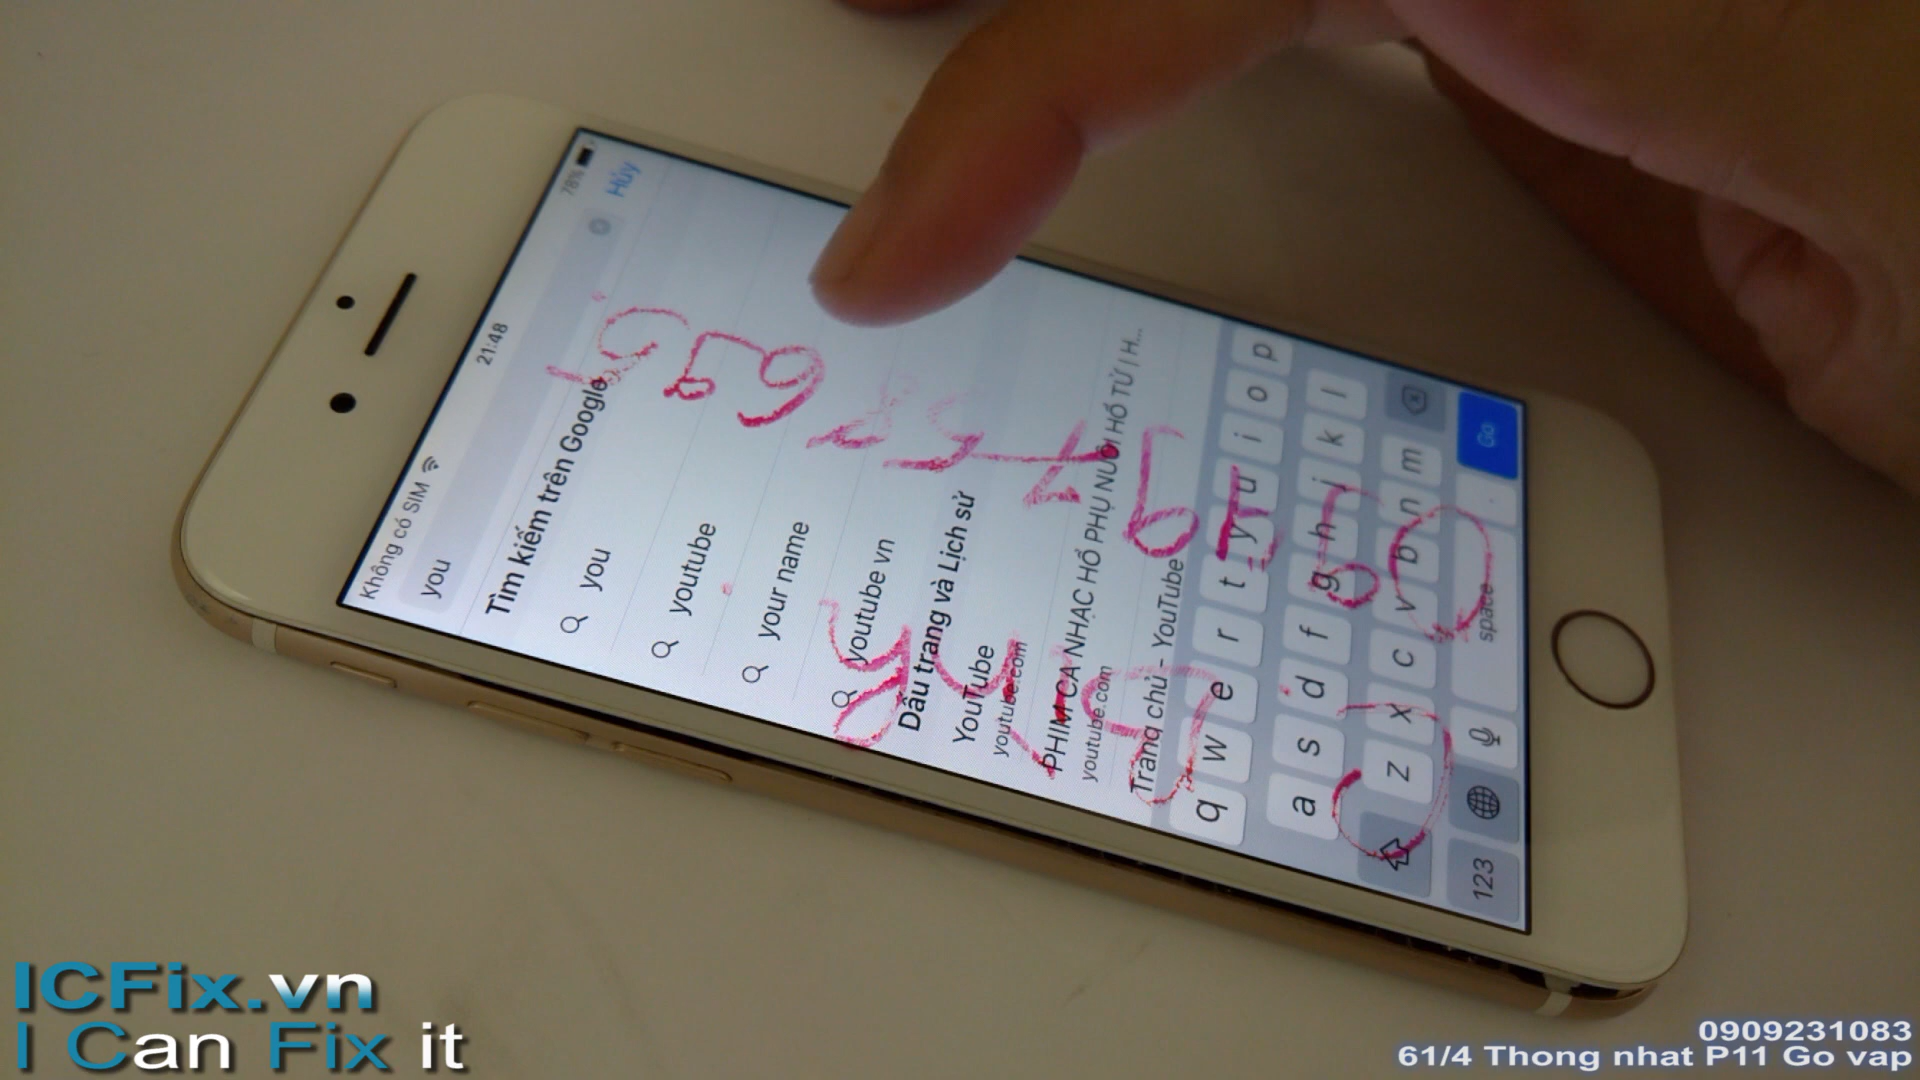 Không có SIM
21:48
78%
you
Hủy
Tìm kiếm trên Google
you
youtube
your name
youtube vn
Dấu trang và Lịch sử
YouTube
youtube.com
PHIM CA NHẠC HỒ PHỤ NUÔI HỔ TỬ | H...
youtube.com
Trang chủ - YouTube
q w e r t y u i o p
a s d f g h j k l
z x c v b n m
123
space
Go
ICFix.vn
I Can Fix it
0909231083
61/4 Thong nhat P11 Go vap